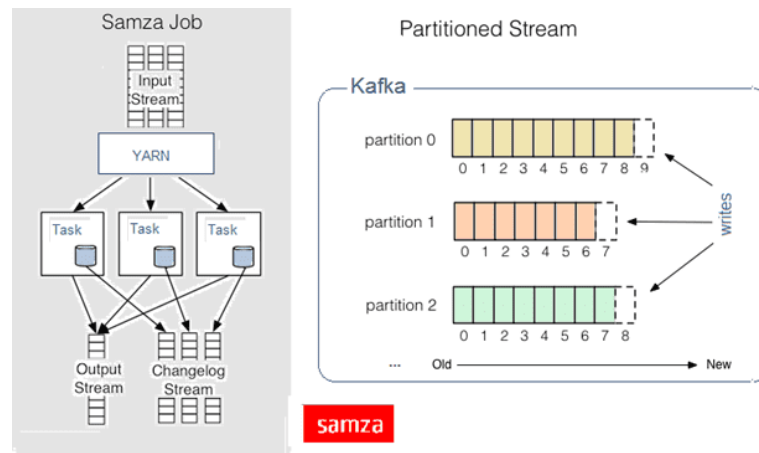 Samza Job
Input
Stream
YARN
Task
Task
Task
Output
Stream
Changelog
Stream
Partitioned Stream
Kafka
partition 0
0 1 2 3 4 5 6 7 8 9
partition 1
0 1 2 3 4 5 6 7
partition 2
0 1 2 3 4 5 6 7 8
writes
... Old New
samza